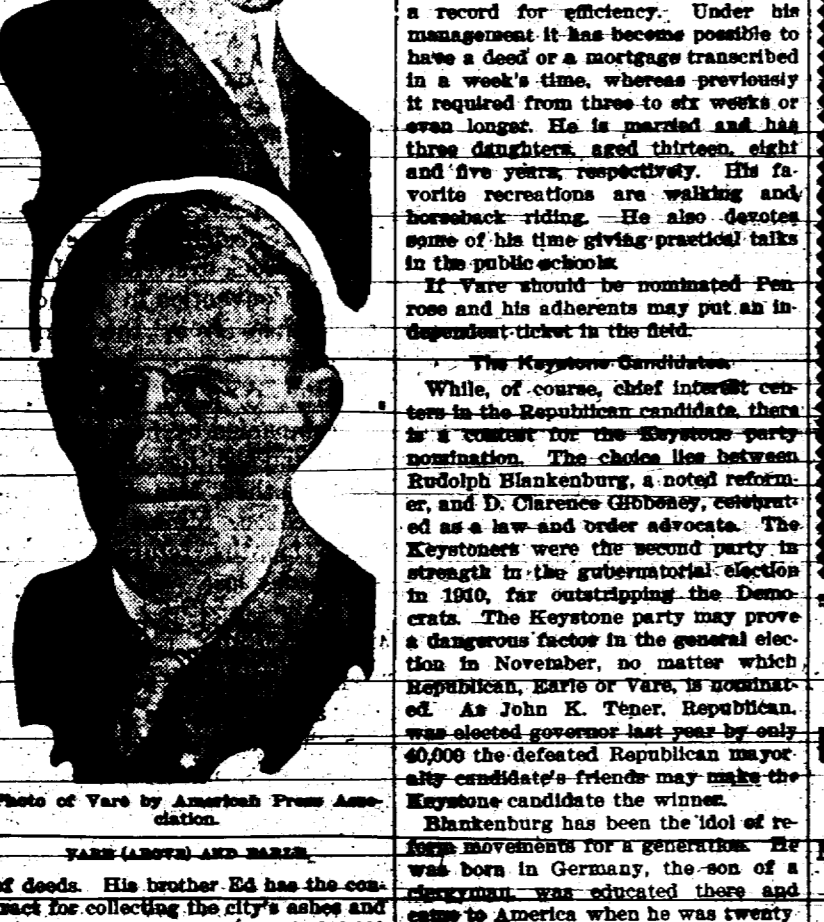 Photo of Vare by American Press Asso-
ciation.
VARE (ABOVE) AND EARLE.
of deeds. His brother Ed has the con-
ract for collecting the city's ashes and
a record for efficiency. Under his
management it has become possible to
have a deed or a mortgage transcribed
in a week's time, whereas previously
it required from three to six weeks or
even longer. He is married and has
three daughters, aged thirteen, eight
and five years, respectively. His fa-
vorite recreations are walking and
horseback riding. He also devotes
some of his time giving practical talks
in the public schools.
If Vare should be nominated Pen
rose and his adherents may put an in-
dependent ticket in the field.
The Keystone Candidates.
While, of course, chief interest cen-
ters in the Republican candidate, there
is a contest for the Keystone party
nomination. The choice lies between
Rudolph Blankenburg, a noted reform-
er, and D. Clarence Gibboney, celebrat-
ed as a law and order advocate. The
Keystoners were the second party in
strength in the gubernatorial election
in 1910, far outstripping the Demo-
crats. The Keystone party may prove
a dangerous factor in the general elec-
tion in November, no matter which
Republican, Earle or Vare, is nominat-
ed. As John K. Tener, Republican,
was elected governor last year by only
40,000 the defeated Republican mayor-
alty candidate's friends may make the
Keystone candidate the winner.
Blankenburg has been the idol of re-
form movements for a generation. He
was born in Germany, the son of a
clergyman, was educated there and
came to America when he was twenty